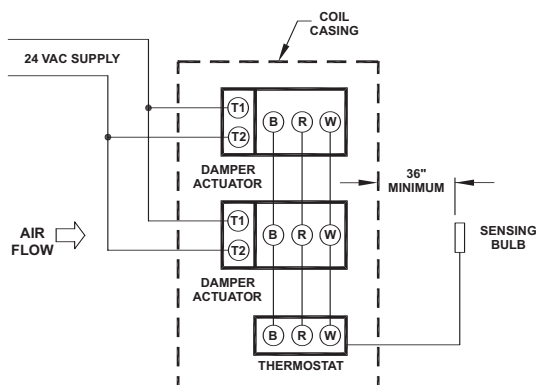 COIL
CASING
24 VAC SUPPLY
T1
T2
B R W
DAMPER
ACTUATOR
36"
MINIMUM
AIR
FLOW
T1
T2
B R W
SENSING
BULB
DAMPER
ACTUATOR
B R W
THERMOSTAT